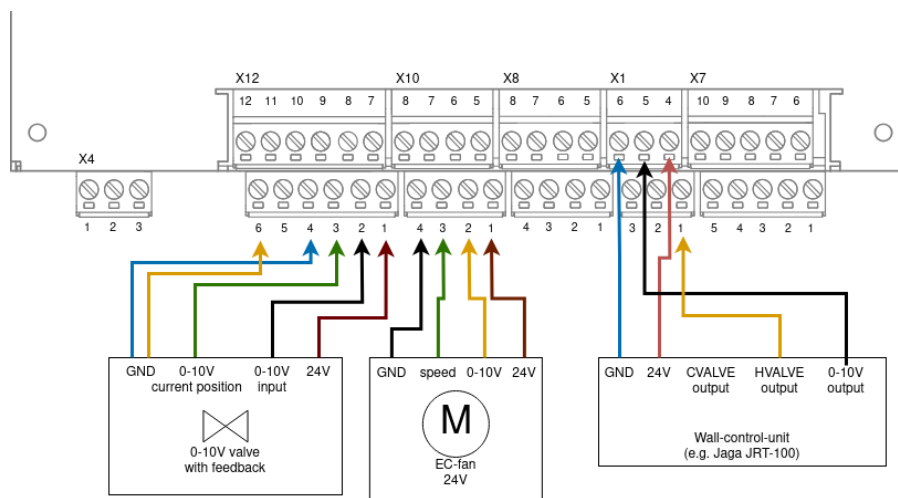 X12 X10 X8 X1 X7
12 11 10 9 8 7 8 7 6 5 8 7 6 5 6 5 4 10 9 8 7 6
X4
1 2 3 6 5 4 3 2 1 4 3 2 1 4 3 2 1 3 2 1 5 4 3 2 1
GND 0-10V 0-10V 24V
current position input
0-10V valve
with feedback
GND speed 0-10V 24V
M
EC-fan
24V
GND 24V CVALVE HVALVE 0-10V
output output output
Wall-control-unit
(e.g. Jaga JRT-100)